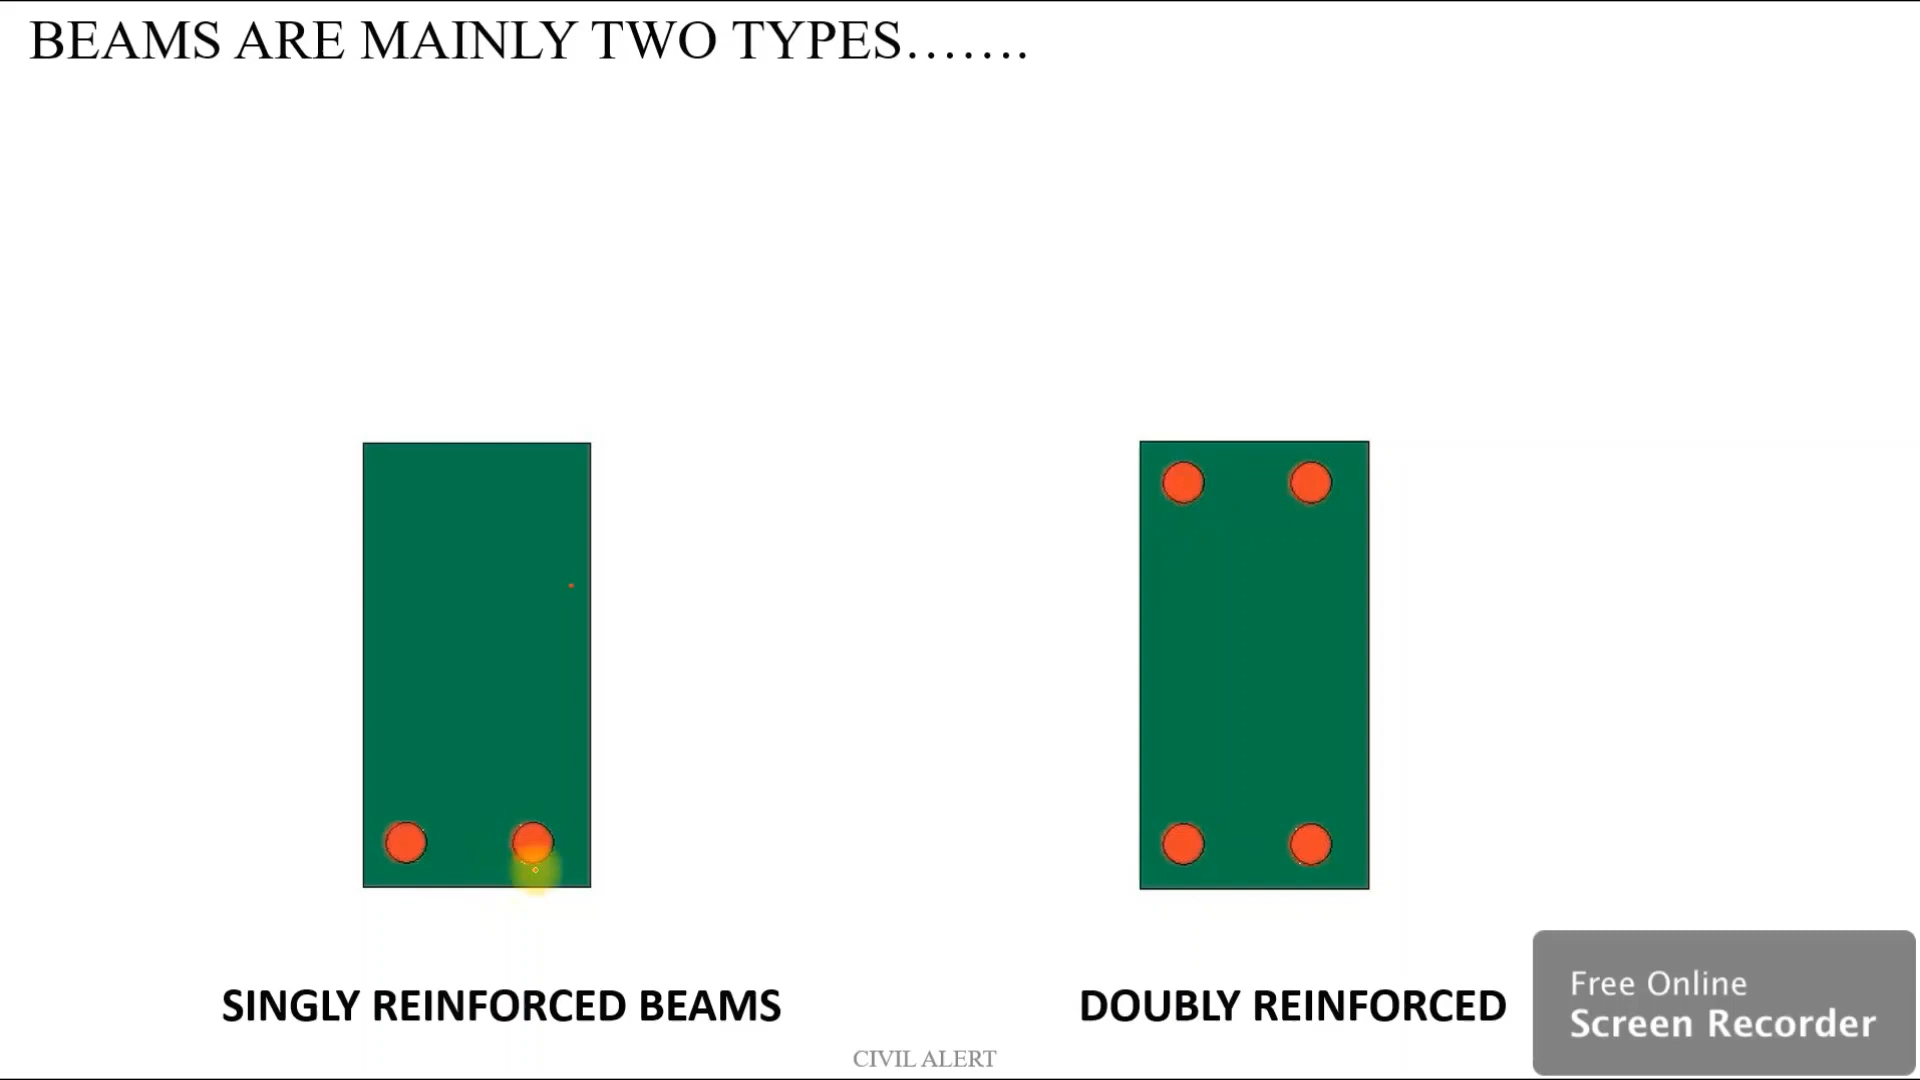 BEAMS ARE MAINLY TWO TYPES.......
SINGLY REINFORCED BEAMS
DOUBLY REINFORCED
CIVIL ALERT
Free Online
Screen Recorder